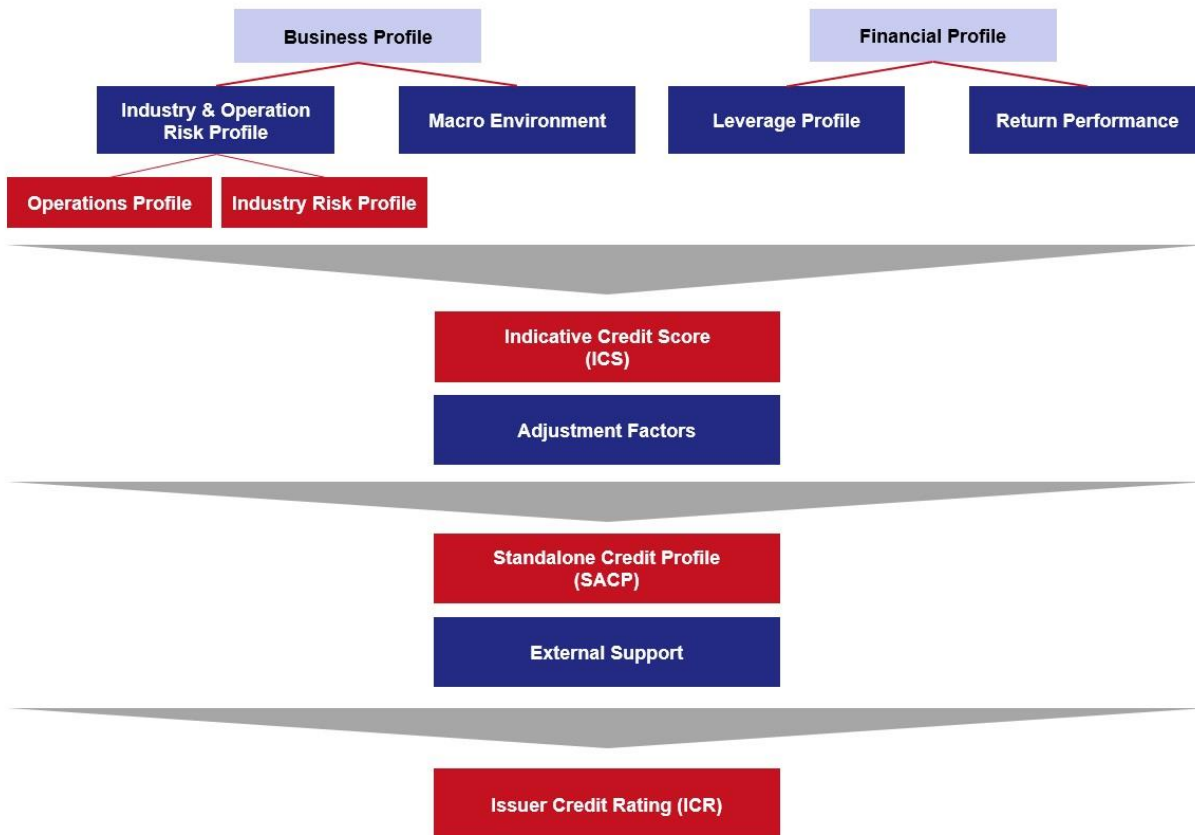 Business Profile
Financial Profile
Industry & Operation
Risk Profile
Macro Environment
Leverage Profile
Return Performance
Operations Profile
Industry Risk Profile
Indicative Credit Score
(ICS)
Adjustment Factors
Standalone Credit Profile
(SACP)
External Support
Issuer Credit Rating (ICR)